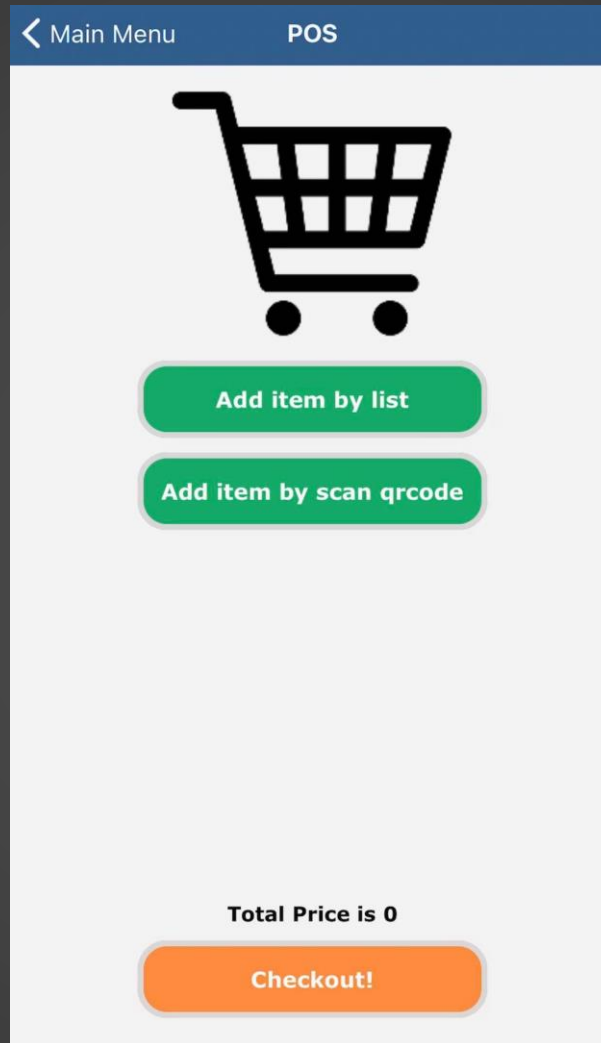 Main Menu POS
Add item by list
Add item by scan qrcode
Total Price is 0
Checkout!